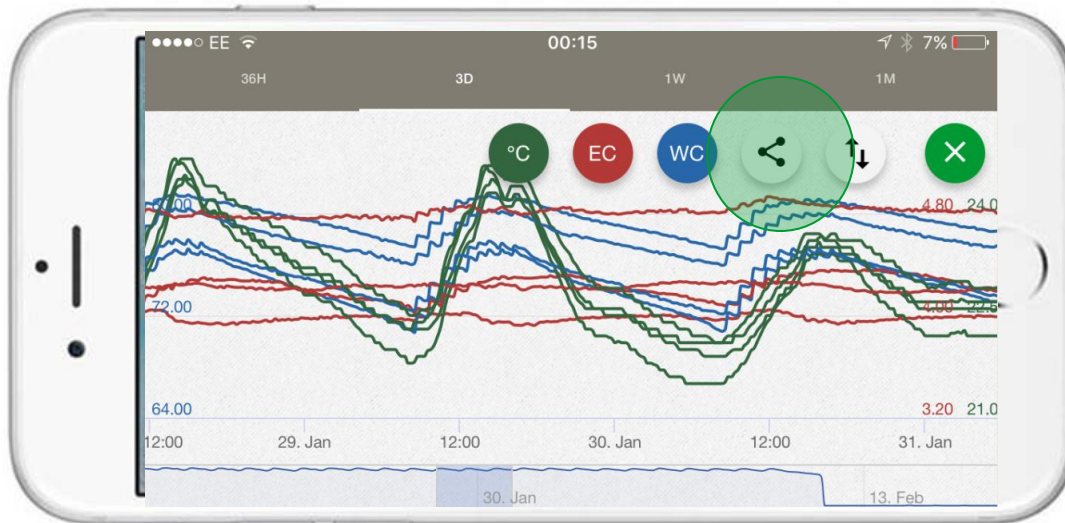 EE 00:15 7%
36H 3D 1W 1M
°C EC WC
4.80 24.0
72.00 4.00 22.5
64.00 3.20 21.0
12:00 29. Jan 12:00 30. Jan 12:00 31. Jan
30. Jan 13. Feb